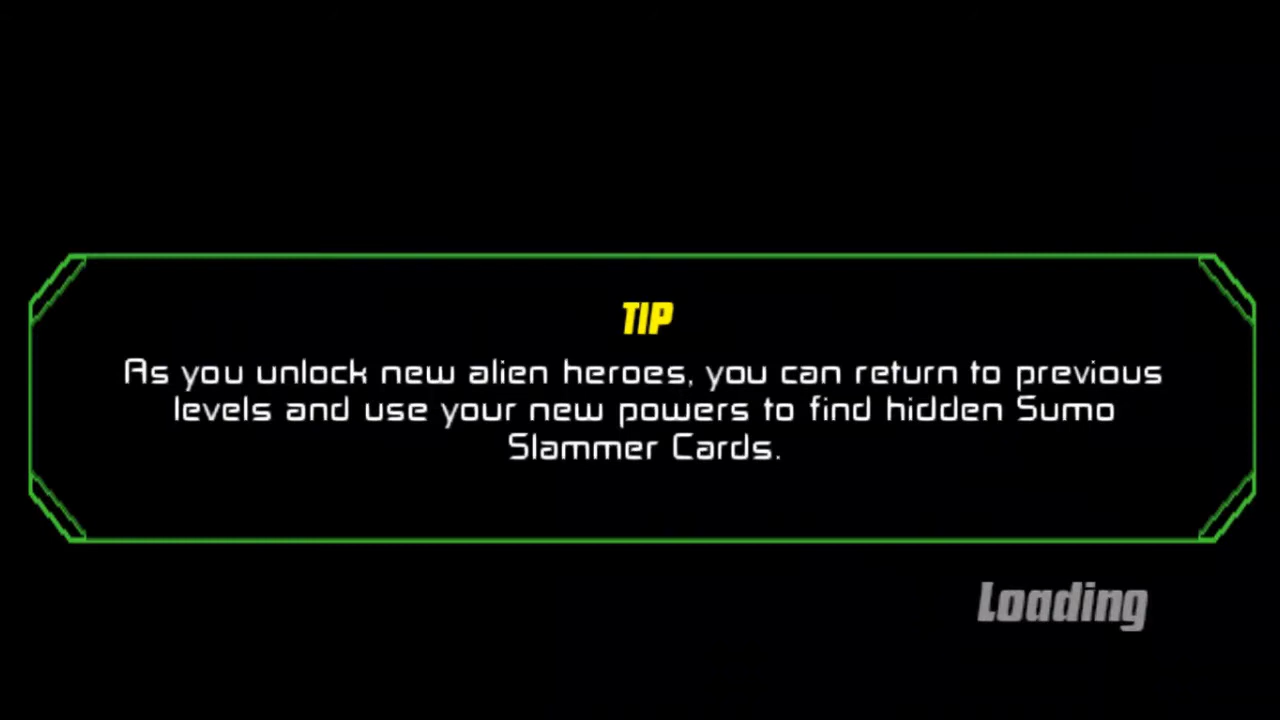 TIP
As you unlock new alien heroes, you can return to previous
levels and use your new powers to find hidden Sumo
Slammer Cards.
Loading